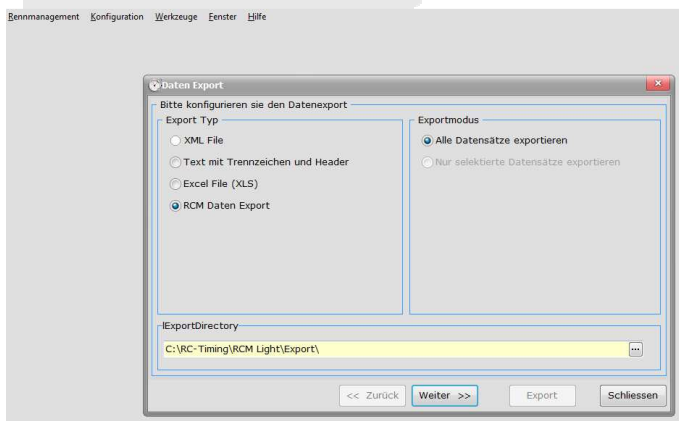 Rennmanagement Konfiguration Werkzeuge Fenster Hilfe
Daten Export
Bitte konfigurieren sie den Datenexport
Export Typ
XML File
Text mit Trennzeichen und Header
Excel File (XLS)
RCM Daten Export
Exportmodus
Alle Datensätze exportieren
Nur selektierte Datensätze exportieren
lExportDirectory
C:\RC-Timing\RCM Light\Export\
...
<< Zurück Weiter >> Export Schliessen